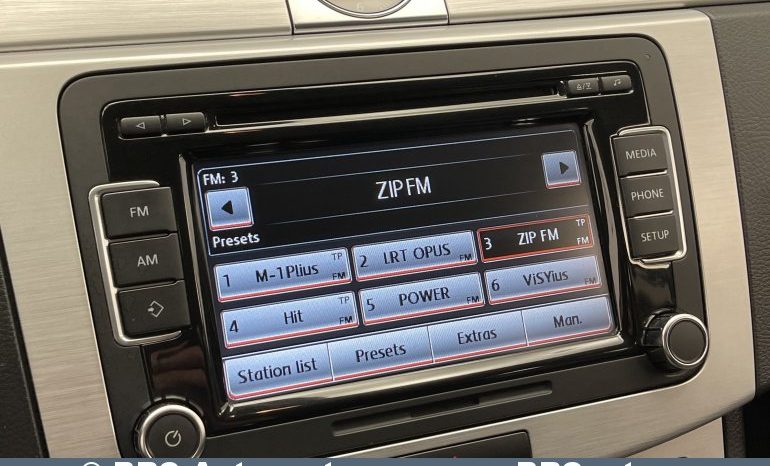 MEDIA
FM: 3
ZIP FM
PHONE
FM
Presets
SETUP
1 M-1Plius TP FM
2 LRT OPUS FM
3 ZIP FM TP FM
AM
4 Hit TP FM
5 POWER FM
6 ViSYius FM
Station list Presets Extras Man.